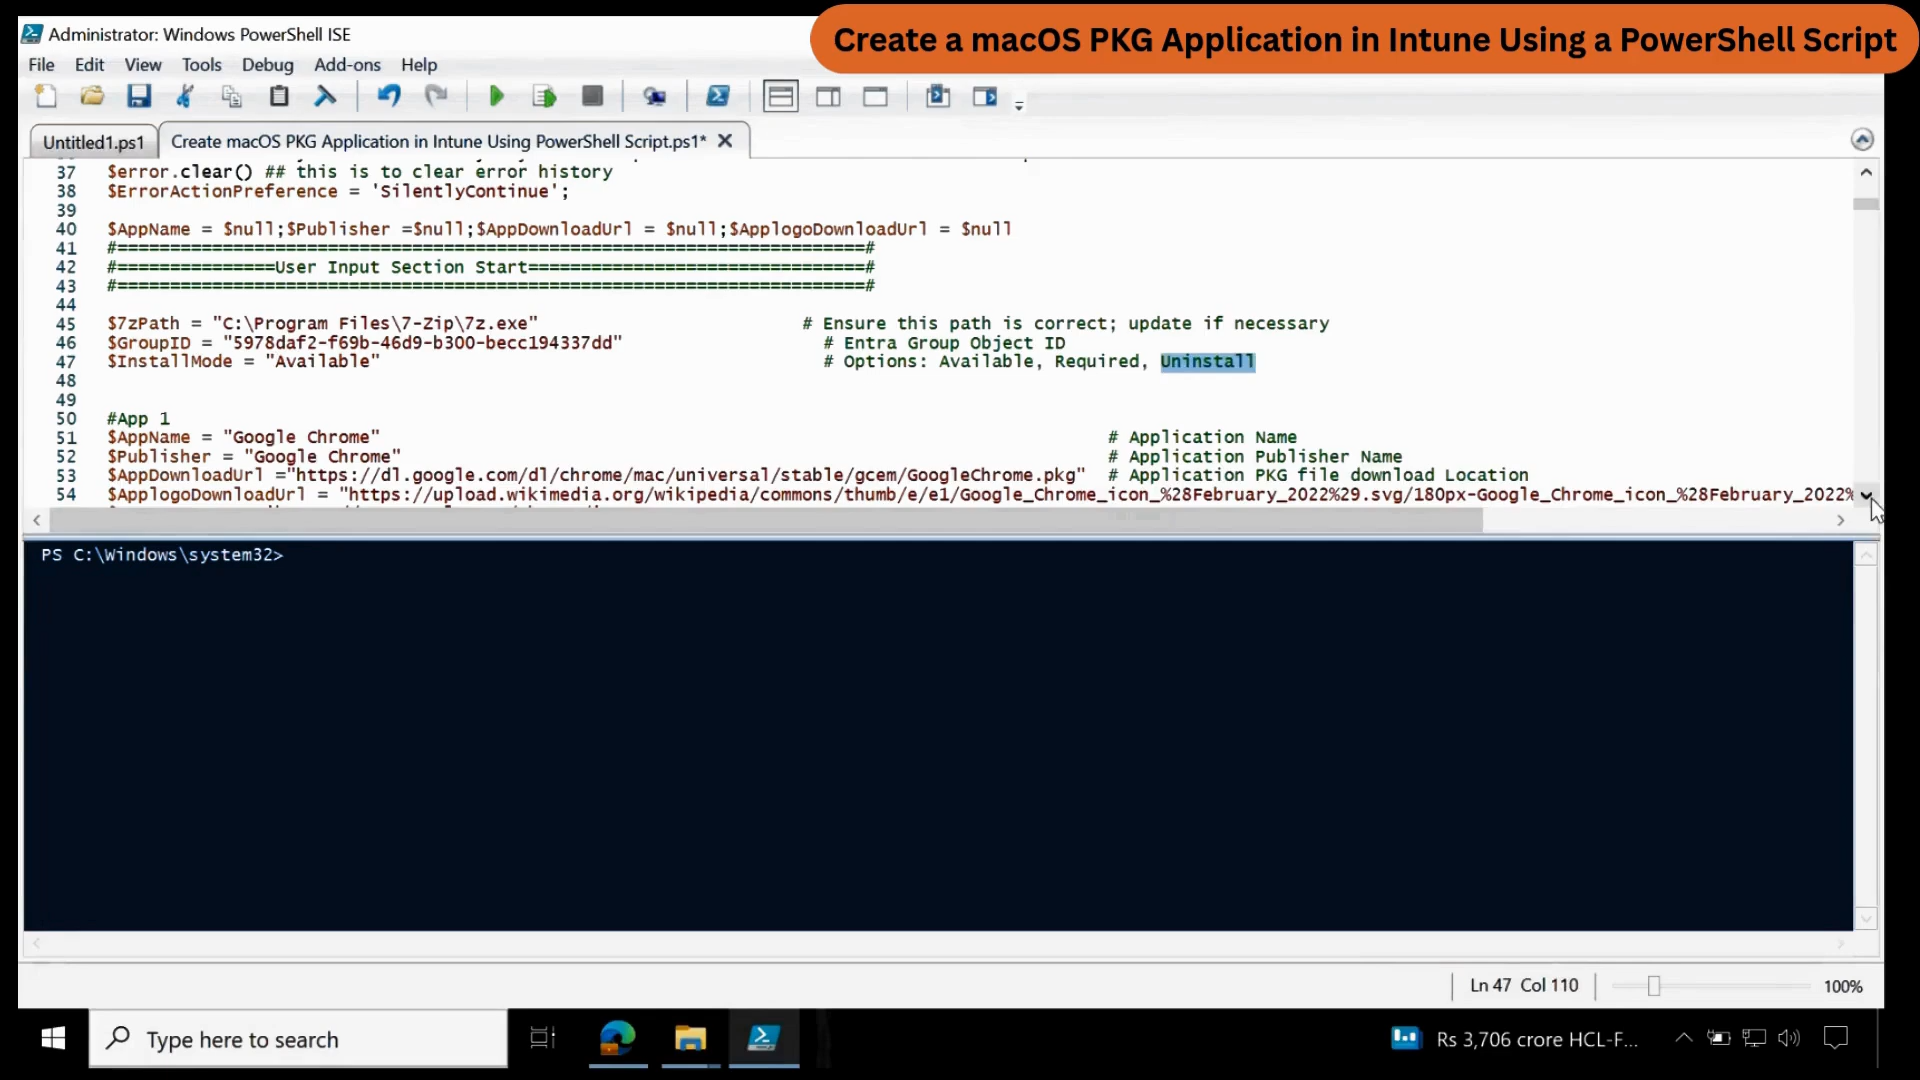 Create a macOS PKG Application in Intune Using a PowerShell Script
Administrator: Windows PowerShell ISE
File Edit View Tools Debug Add-ons Help
Untitled1.ps1 Create macOS PKG Application in Intune Using PowerShell Script.ps1*
37 $error.clear() ## this is to clear error history
38 $ErrorActionPreference = 'SilentlyContinue';
39
40 $AppName = $null;$Publisher =$null;$AppDownloadUrl = $null;$ApplogoDownloadUrl = $null
41 #=======================================================================#
42 #===============User Input Section Start================================#
43 #=======================================================================#
44
45 $7zPath = "C:\Program Files\7-Zip\7z.exe" # Ensure this path is correct; update if necessary
46 $GroupID = "5978daf2-f69b-46d9-b300-becc194337dd" # Entra Group Object ID
47 $InstallMode = "Available" # Options: Available, Required, Uninstall
48
49
50 #App 1
51 $AppName = "Google Chrome" # Application Name
52 $Publisher = "Google Chrome" # Application Publisher Name
53 $AppDownloadUrl ="https://dl.google.com/dl/chrome/mac/universal/stable/gcem/GoogleChrome.pkg" # Application PKG file download Location
54 $ApplogoDownloadUrl = "https://upload.wikimedia.org/wikipedia/commons/thumb/e/e1/Google_Chrome_icon_%28February_2022%29.svg/180px-Google_Chrome_icon_%28February_2022%
PS C:\Windows\system32>
Ln 47 Col 110 100%
Type here to search
Rs 3,706 crore HCL-F...